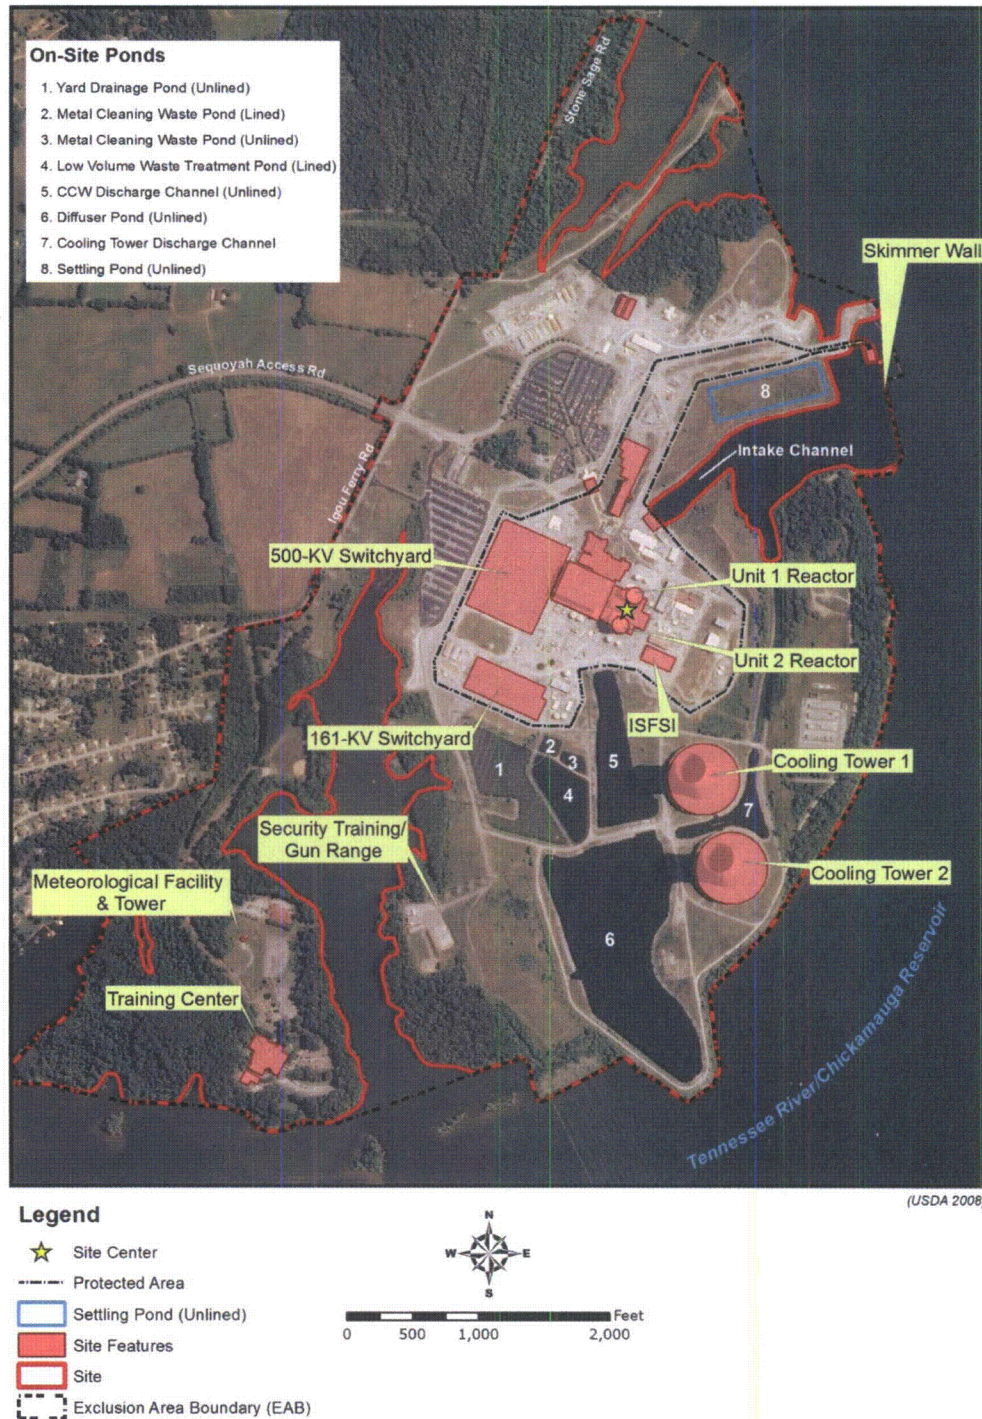 On-Site Ponds
1. Yard Drainage Pond (Unlined)
2. Metal Cleaning Waste Pond (Lined)
3. Metal Cleaning Waste Pond (Unlined)
4. Low Volume Waste Treatment Pond (Lined)
5. CCW Discharge Channel (Unlined)
6. Diffuser Pond (Unlined)
7. Cooling Tower Discharge Channel
8. Settling Pond (Unlined)
Stone Sage Rd
Skimmer Wall
Sequoyah Access Rd
8
Intake Channel
Igou Ferry Rd
500-KV Switchyard
Unit 1 Reactor
Unit 2 Reactor
ISFSI
161-KV Switchyard
2
3
1
5
4
Cooling Tower 1
7
Security Training/
Gun Range
Cooling Tower 2
Meteorological Facility
& Tower
6
Training Center
Tennessee River/Chickamauga Reservoir
(USDA 2008)
Legend
Site Center
Protected Area
Settling Pond (Unlined)
Site Features
Site
Exclusion Area Boundary (EAB)
N
W
E
S
Feet
0 500 1,000 2,000